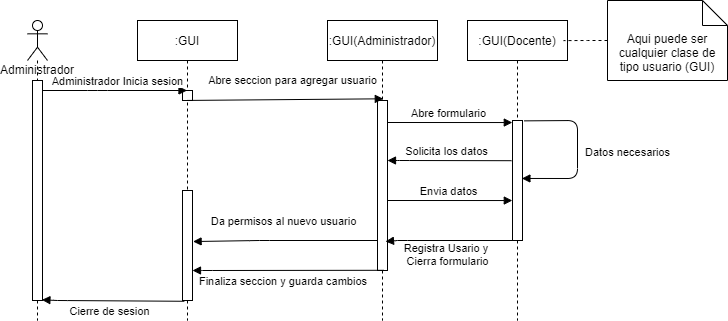 :GUI
:GUI(Administrador)
:GUI(Docente)
Aqui puede ser
cualquier clase de
tipo usuario (GUI)
Administrador
Administrador Inicia sesion
Abre seccion para agregar usuario
Abre formulario
Solicita los datos
Datos necesarios
Envia datos
Da permisos al nuevo usuario
Registra Usario y
Cierra formulario
Finaliza seccion y guarda cambios
Cierre de sesion